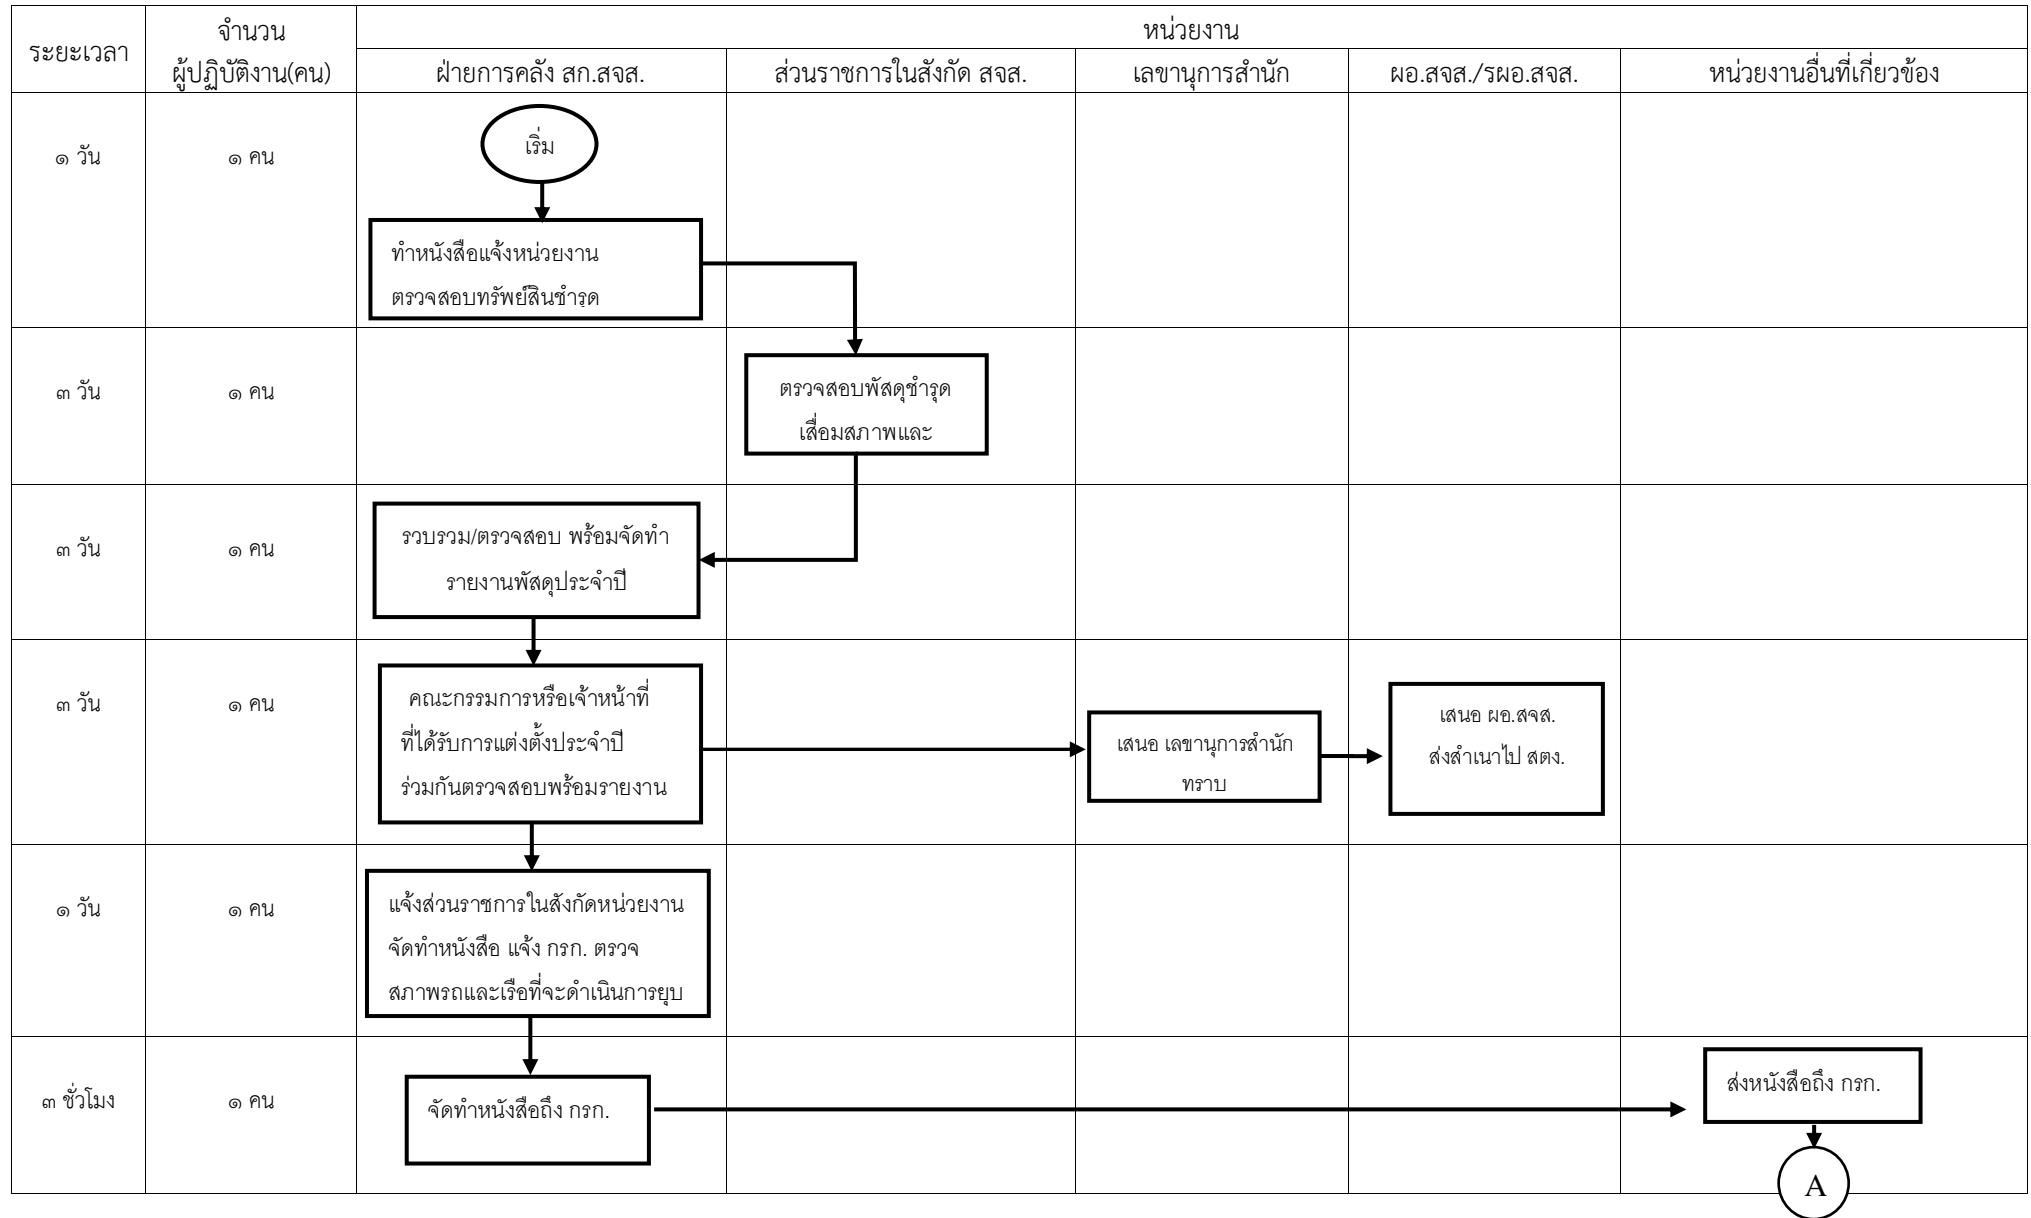 ระยะเวลา
จำนวน
ผู้ปฏิบัติงาน(คน)
หน่วยงาน
ฝ่ายการคลัง สก.สจส.
ส่วนราชการในสังกัด สจส.
เลขานุการสำนัก
ผอ.สจส./รผอ.สจส.
หน่วยงานอื่นที่เกี่ยวข้อง
๑ วัน
๑ คน
เริ่ม
ทำหนังสือแจ้งหน่วยงาน
ตรวจสอบทรัพย์สินชำรุด
๓ วัน
๑ คน
ตรวจสอบพัสดุชำรุด
เสื่อมสภาพและ
๓ วัน
๑ คน
รวบรวม/ตรวจสอบ พร้อมจัดทำ
รายงานพัสดุประจำปี
๓ วัน
๑ คน
คณะกรรมการหรือเจ้าหน้าที่
ที่ได้รับการแต่งตั้งประจำปี
ร่วมกันตรวจสอบพร้อมรายงาน
เสนอ เลขานุการสำนัก
ทราบ
เสนอ ผอ.สจส.
ส่งสำเนาไป สตง.
๑ วัน
๑ คน
แจ้งส่วนราชการในสังกัดหน่วยงาน
จัดทำหนังสือ แจ้ง กรก. ตรวจ
สภาพรถและเรือที่จะดำเนินการยุบ
๓ ชั่วโมง
๑ คน
จัดทำหนังสือถึง กรก.
ส่งหนังสือถึง กรก.
A